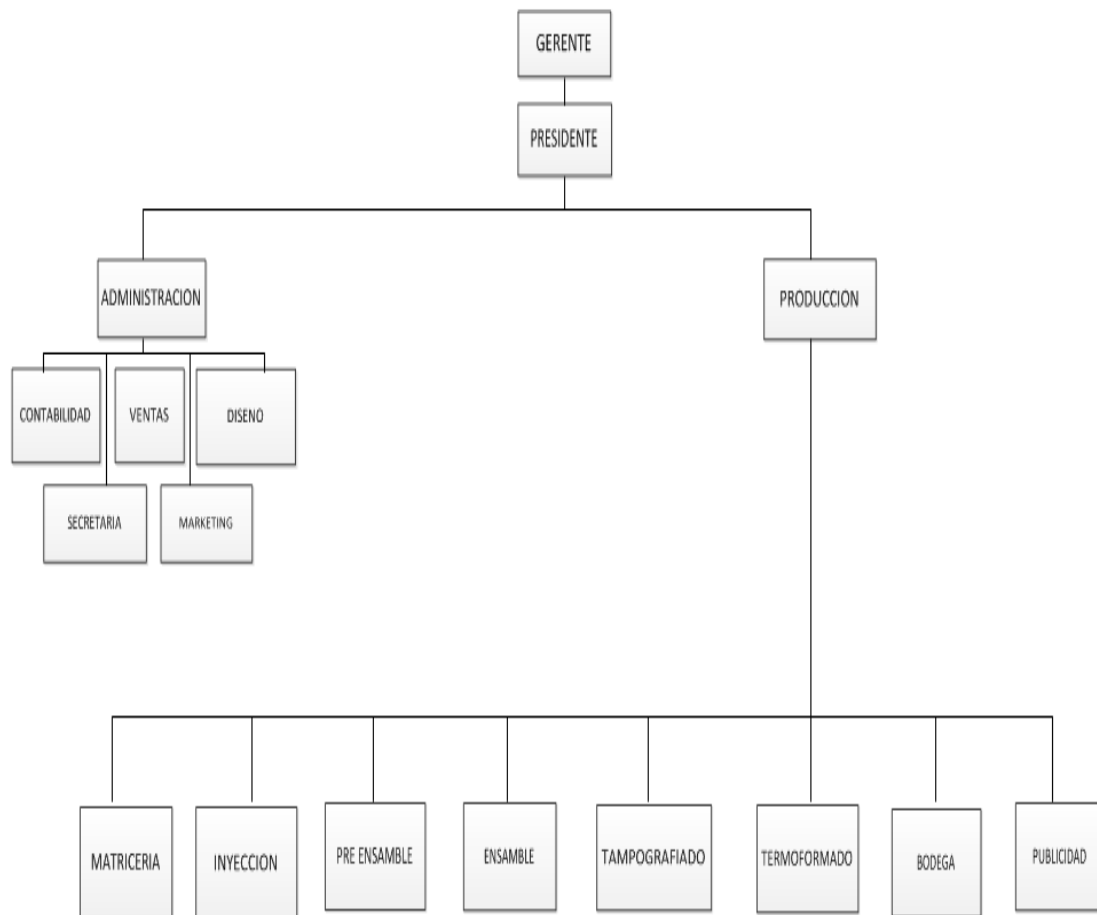 GERENTE
PRESIDENTE
ADMINISTRACION
PRODUCCION
CONTABILIDAD
VENTAS
DISENO
SECRETARIA
MARKETING
MATRICERIA
INYECCION
PRE ENSAMBLE
ENSAMBLE
TAMPOGRAFIADO
TERMOFORMADO
BODEGA
PUBLICIDAD